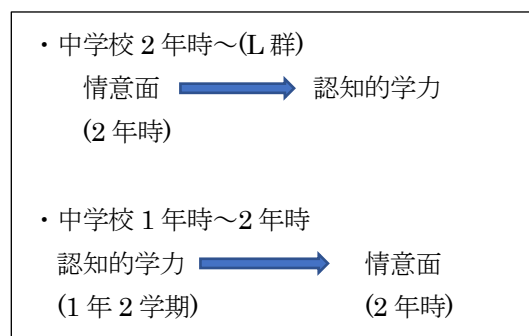 ・中学校 2 年時～(L 群)
情意面 認知的学力
(2 年時)
・中学校 1 年時～2 年時
認知的学力 情意面
(1 年 2 学期) (2 年時)